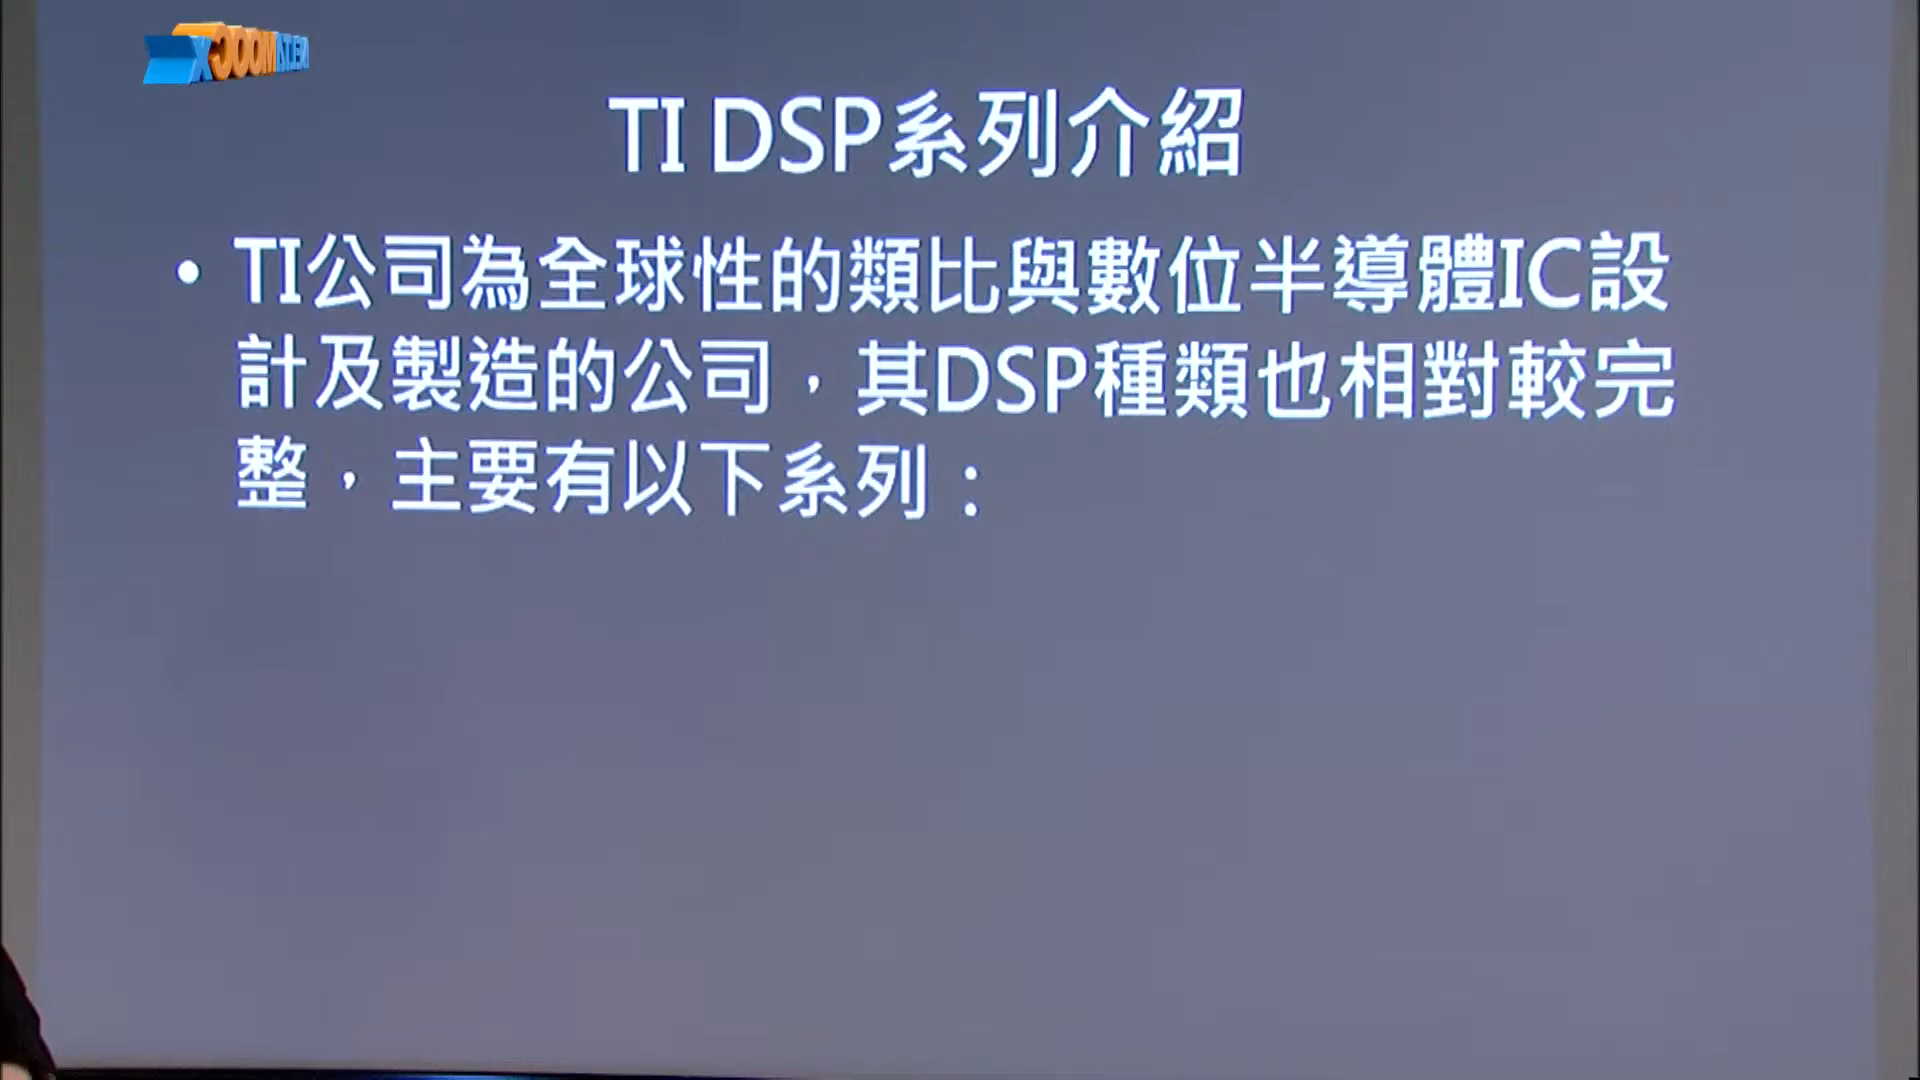 TI DSP系列介紹
• TI公司為全球性的類比與數位半導體IC設
計及製造的公司，其DSP種類也相對較完
整，主要有以下系列：